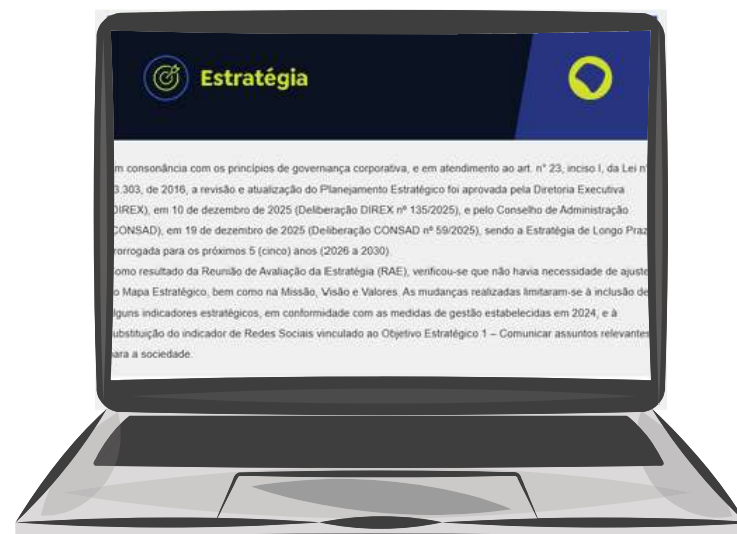 Estratégia
m consonância com os princípios de governança corporativa, e em atendimento ao art. n° 23, inciso I, da Lei n°
3.303, de 2016, a revisão e atualização do Planejamento Estratégico foi aprovada pela Diretoria Executiva
DIREX), em 10 de dezembro de 2025 (Deliberação DIREX nº 135/2025), e pelo Conselho de Administração
CONSAD), em 19 de dezembro de 2025 (Deliberação CONSAD nº 59/2025), sendo a Estratégia de Longo Praz
rorrogada para os próximos 5 (cinco) anos (2026 a 2030)
omo resultado da Reunião de Avaliação da Estratégia (RAE), verificou-se que não havia necessidade de ajuste
o Mapa Estratégico, bem como na Missão, Visão e Valores. As mudanças realizadas limitaram-se à inclusão de
lguns indicadores estratégicos, em conformidade com as medidas de gestão estabelecidas em 2024, e à
ubstituição do indicador de Redes Sociais vinculado ao Objetivo Estratégico 1 – Comunicar assuntos relevantes
ara a sociedade.